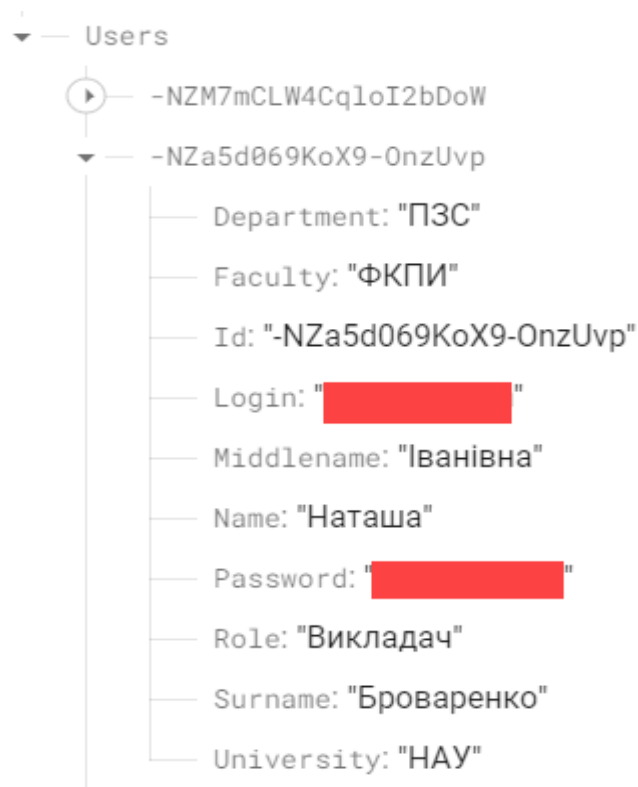 Users
-NZM7mCLW4CqloI2bDoW
-NZa5d069KoX9-OnzUvp
Department: "ПЗС"
Faculty: "ФКПИ"
Id: "-NZa5d069KoX9-OnzUvp"
Login: " "
Middlename: "Іванівна"
Name: "Наташа"
Password: " "
Role: "Викладач"
Surname: "Броваренко"
University: "НАУ"